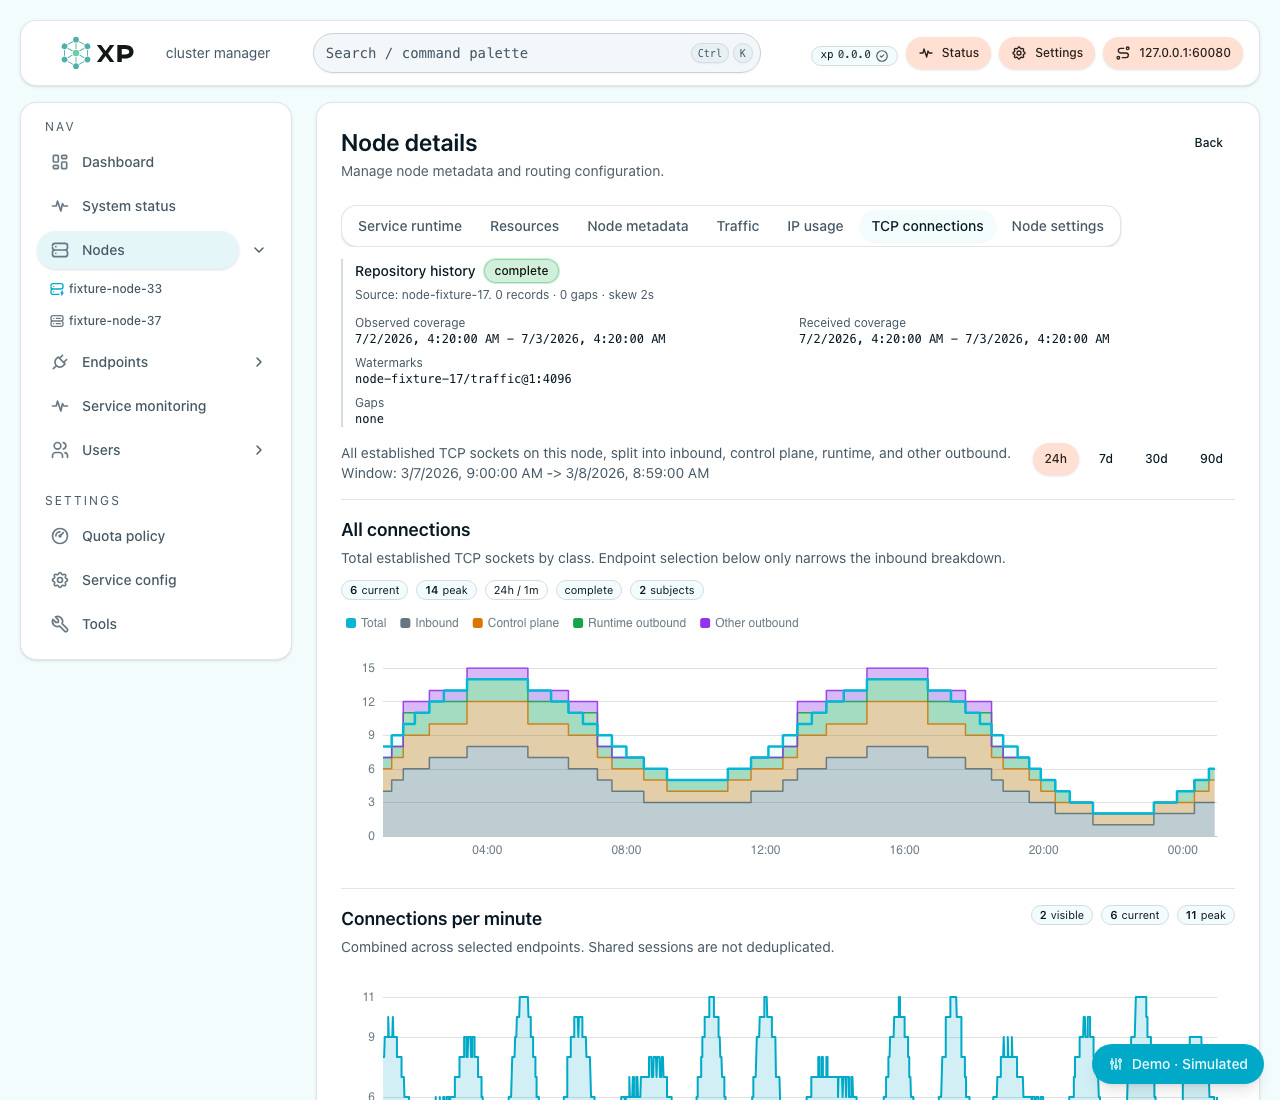 XP
cluster manager
Search / command palette
Ctrl K
xp 0.0.0
Status
Settings
127.0.0.1:60080
NAV
Dashboard
System status
Nodes
fixture-node-33
fixture-node-37
Endpoints
Service monitoring
Users
SETTINGS
Quota policy
Service config
Tools
Node details
Back
Manage node metadata and routing configuration.
Service runtime Resources Node metadata Traffic IP usage TCP connections Node settings
Repository history complete
Source: node-fixture-17. 0 records · 0 gaps · skew 2s
Observed coverage
7/2/2026, 4:20:00 AM – 7/3/2026, 4:20:00 AM
Received coverage
7/2/2026, 4:20:00 AM – 7/3/2026, 4:20:00 AM
Watermarks
node-fixture-17/traffic@1:4096
Gaps
none
All established TCP sockets on this node, split into inbound, control plane, runtime, and other outbound.
Window: 3/7/2026, 9:00:00 AM -> 3/8/2026, 8:59:00 AM
24h 7d 30d 90d
All connections
Total established TCP sockets by class. Endpoint selection below only narrows the inbound breakdown.
6 current 14 peak 24h / 1m complete 2 subjects
Total Inbound Control plane Runtime outbound Other outbound
15
12
9
6
3
0
04:00 08:00 12:00 16:00 20:00 00:00
Connections per minute
2 visible 6 current 11 peak
Combined across selected endpoints. Shared sessions are not deduplicated.
11
9
6
Demo · Simulated